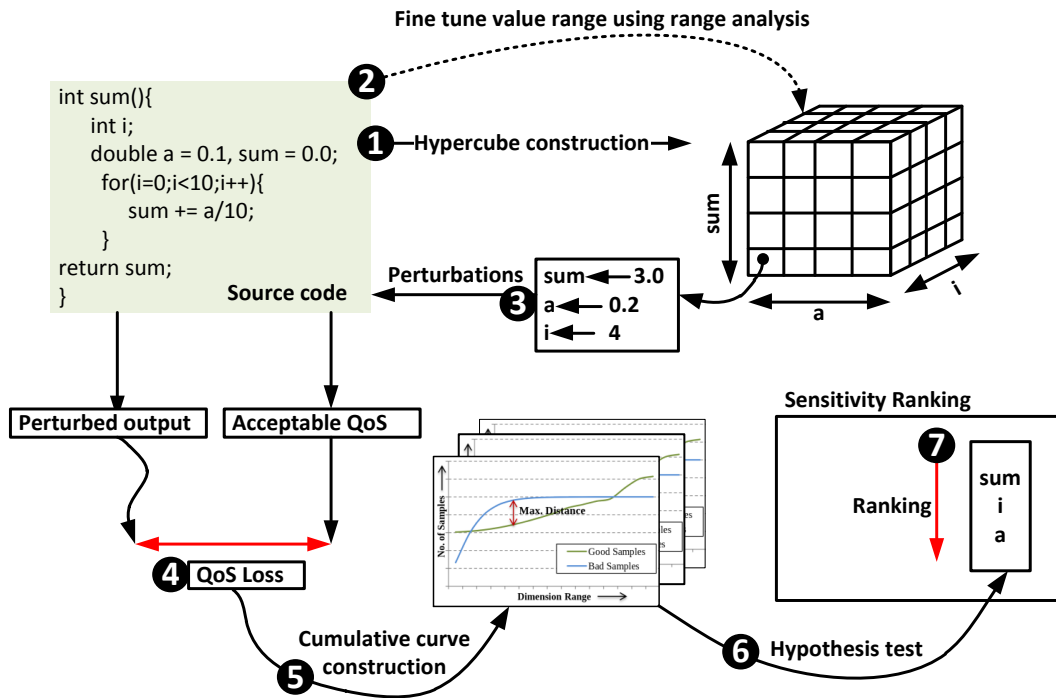 Fine tune value range using range analysis
2
int sum(){
int i;
double a = 0.1, sum = 0.0;
for(i=0;i<10;i++){
sum += a/10;
}
return sum;
}
Source code
1
Hypercube construction
sum
a
i
Perturbations
3
sum 3.0
a 0.2
i 4
Perturbed output
Acceptable QoS
4
QoS Loss
5
Cumulative curve
construction
No. of Samples
Max. Distance
Good Samples
Bad Samples
Dimension Range
les
les
6
Hypothesis test
Sensitivity Ranking
7
Ranking
sum
i
a